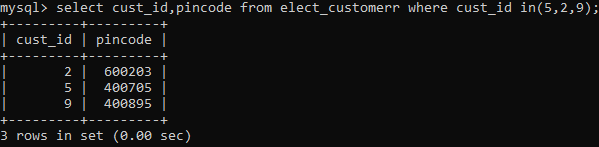 mysql> select cust_id,pincode from elect_customerr where cust_id in(5,2,9);
+---------+---------+
| cust_id | pincode |
+---------+---------+
|       2 |  600203 |
|       5 |  400705 |
|       9 |  400895 |
+---------+---------+
3 rows in set (0.00 sec)